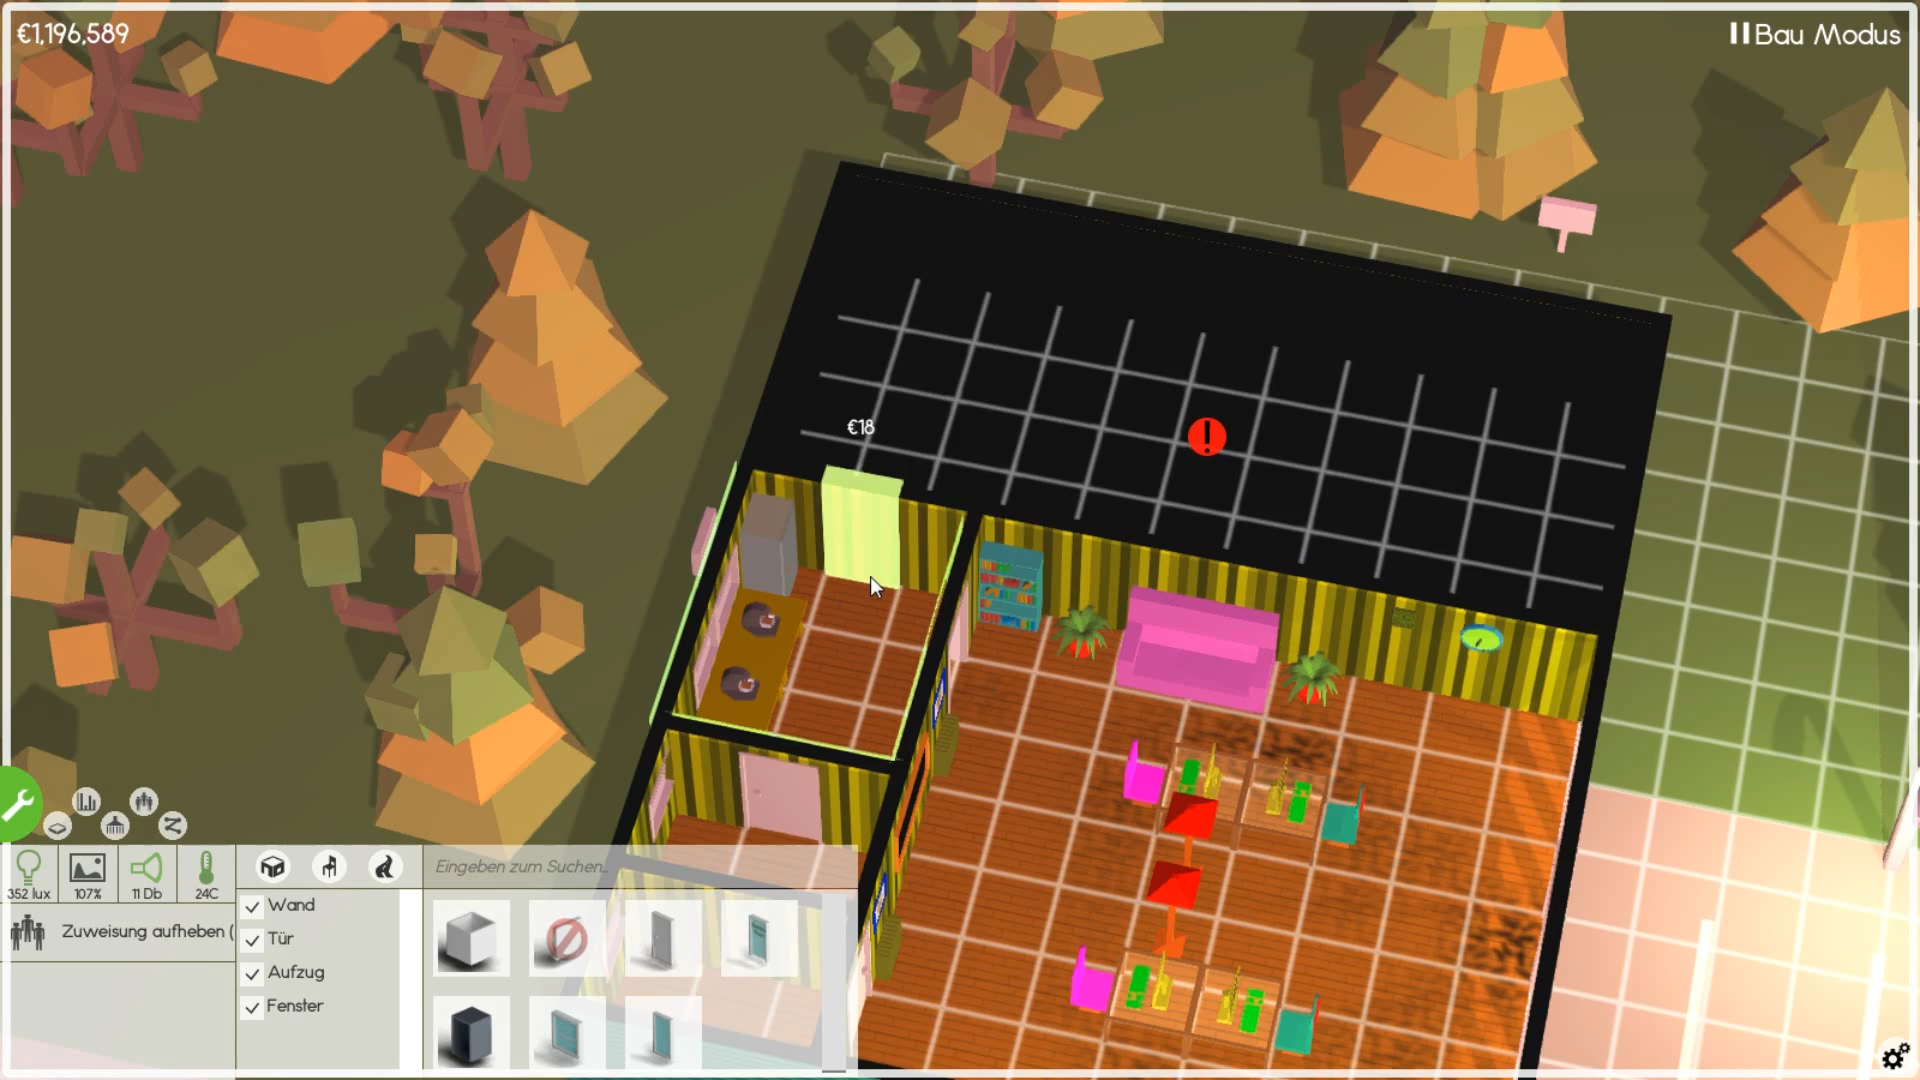 €1,196,589
Bau Modus
€18
Eingeben zum Suchen...
352 lux
107%
11 Db
24C
Zuweisung aufheben (
Wand
Tür
Aufzug
Fenster